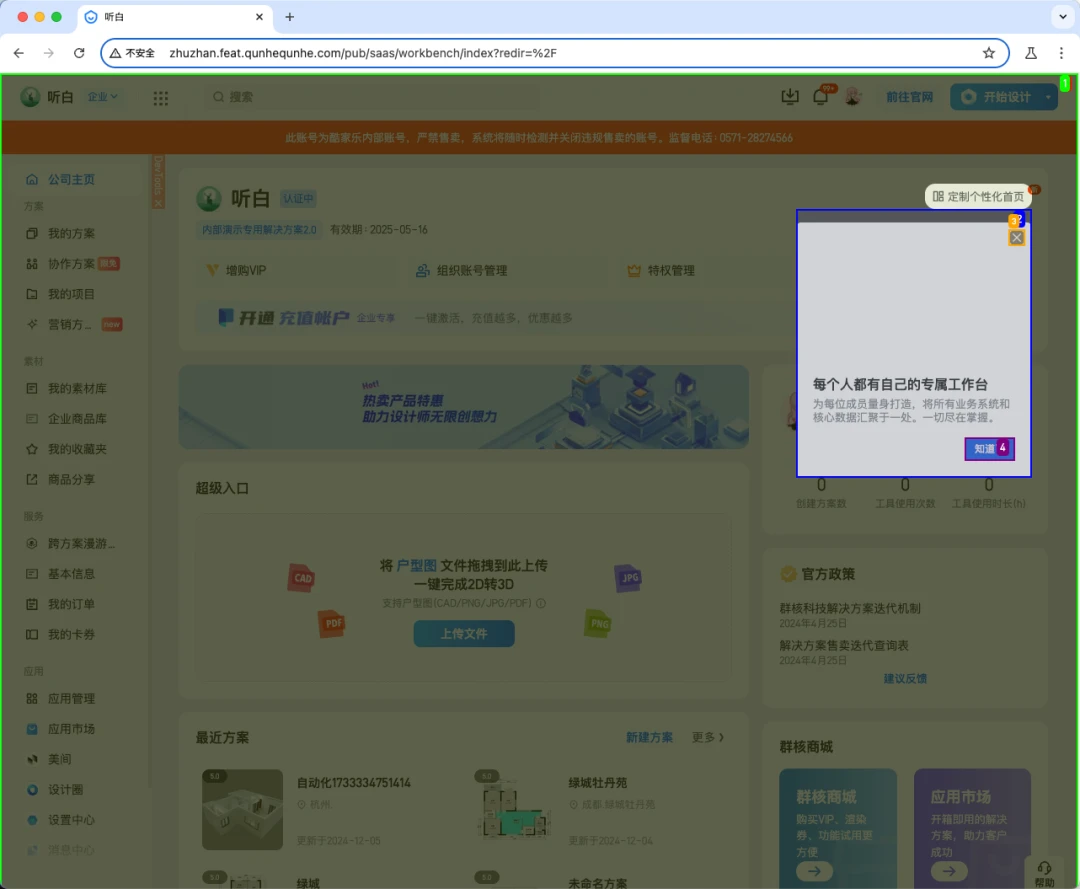 听白
不安全 zhuzhan.feat.qunhequnhe.com/pub/saas/workbench/index?redir=%2F
听白 企业 搜索 99+ 前往官网 开始设计 1
此账号为酷家乐内部账号，严禁售卖，系统将随时检测并关闭违规售卖的账号。监督电话：0571-28274566
DevTools ×
公司主页
方案
我的方案
协作方案 限免
我的项目
营销方... new
素材
我的素材库
企业商品库
我的收藏夹
商品分享
服务
跨方案漫游...
基本信息
我的订单
我的卡券
应用
应用管理
应用市场
美间
设计圈
设置中心
消息中心
听白 认证中
内部演示专用解决方案2.0 有效期：2025-05-16
增购VIP 组织账号管理 特权管理
开通 充值帐户 企业专享 一键激活，充值越多，优惠越多
定制个性化首页
3 2
每个人都有自己的专属工作台
为每位成员量身打造，将所有业务系统和
核心数据汇聚于一处。一切尽在掌握。
知道 4
Hot!
热卖产品特惠
助力设计师无限创想力
0 0 0
创建方案数 工具使用次数 工具使用时长(h)
超级入口
将 户型图 文件拖拽到此上传
一键完成2D转3D
支持户型图(CAD/PNG/JPG/PDF)
CAD
PDF
JPG
PNG
上传文件
官方政策
群核科技解决方案迭代机制
2024年4月25日
解决方案售卖迭代查询表
2024年4月25日
建议反馈
最近方案 新建方案 更多
5.0
自动化1733334751414
杭州,
更新于2024-12-05
5.0
绿城牡丹苑
成都,绿城牡丹苑
更新于2024-12-04
5.0
绿城
5.0
未命名方案
群核商城
群核商城
购买VIP、渲染
券，功能试用更
方便
应用市场
开箱即用的解决
方案，助力客户
成功
帮助